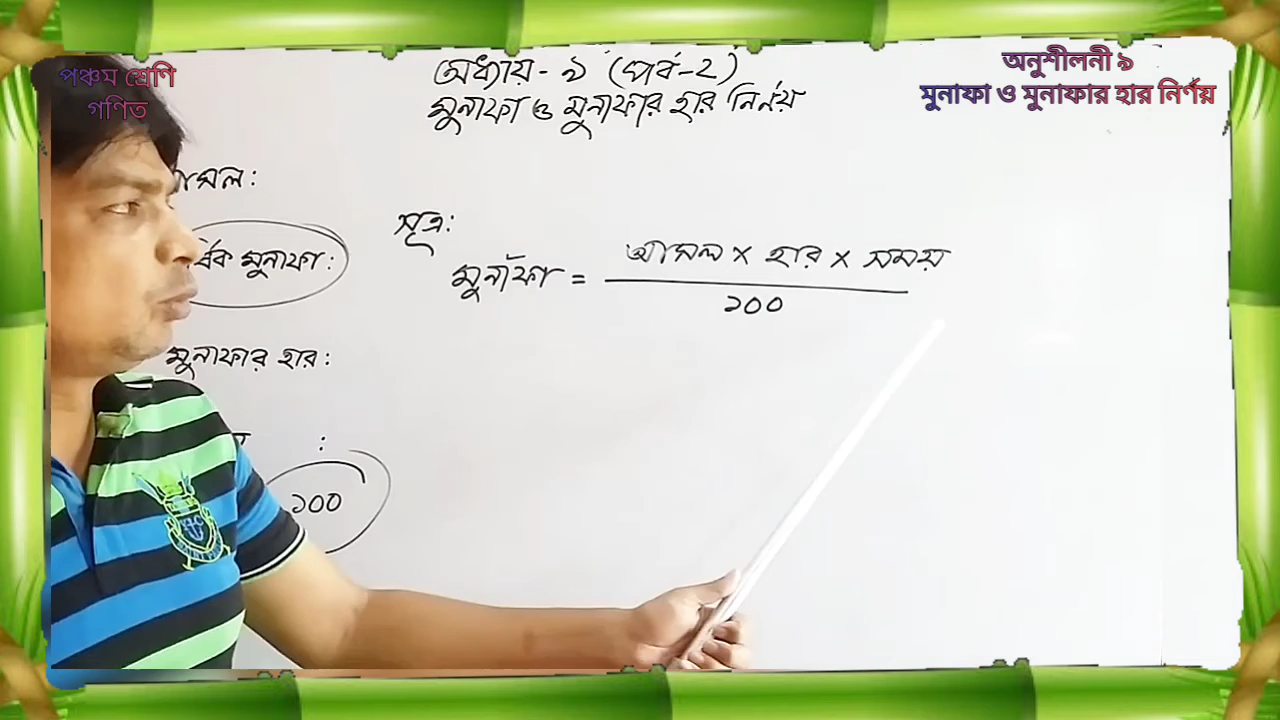 পঞ্চম শ্রেণি
গণিত
অনুশীলনী ৯
মুনাফা ও মুনাফার হার নির্ণয়
অধ্যায় - ৯ (পর্ব-২)
মুনাফা ও মুনাফার হার নির্ণয়
মুনাফা:
মুনাফার হার:
:
১০০
সূত্র:
মুনাফা = আসল × হার × সময়
১০০